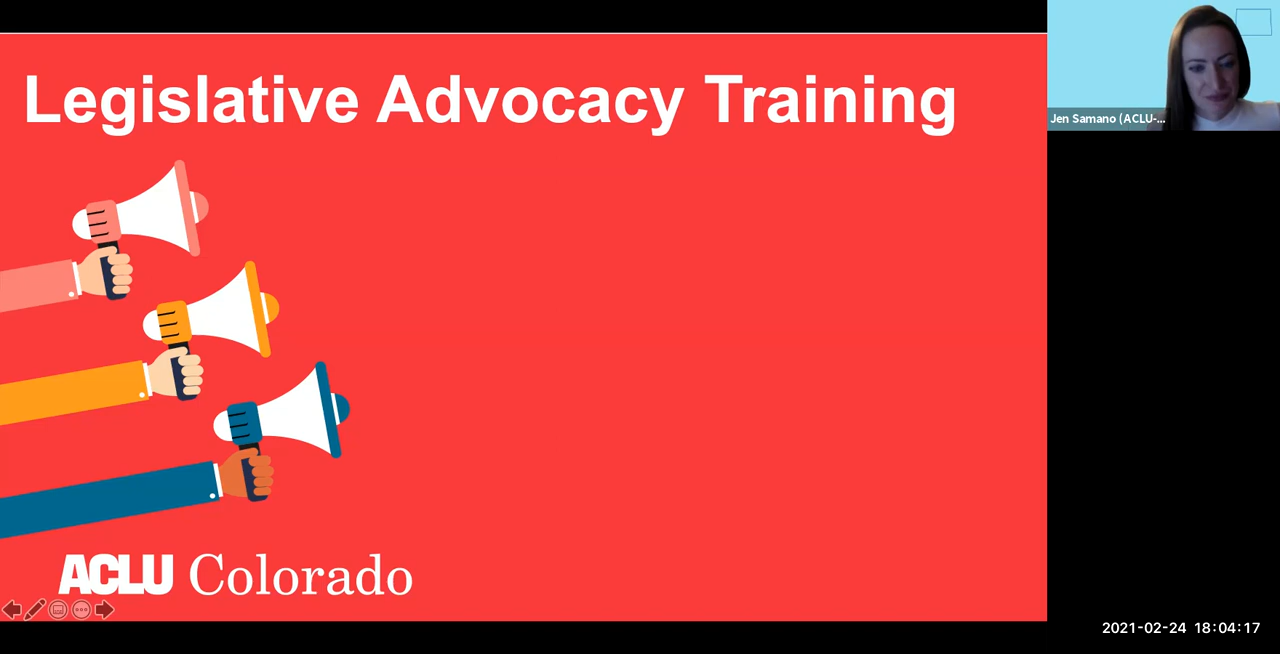 Legislative Advocacy Training
Jen Samano (ACLU-...
ACLU Colorado
2021-02-24 18:04:17